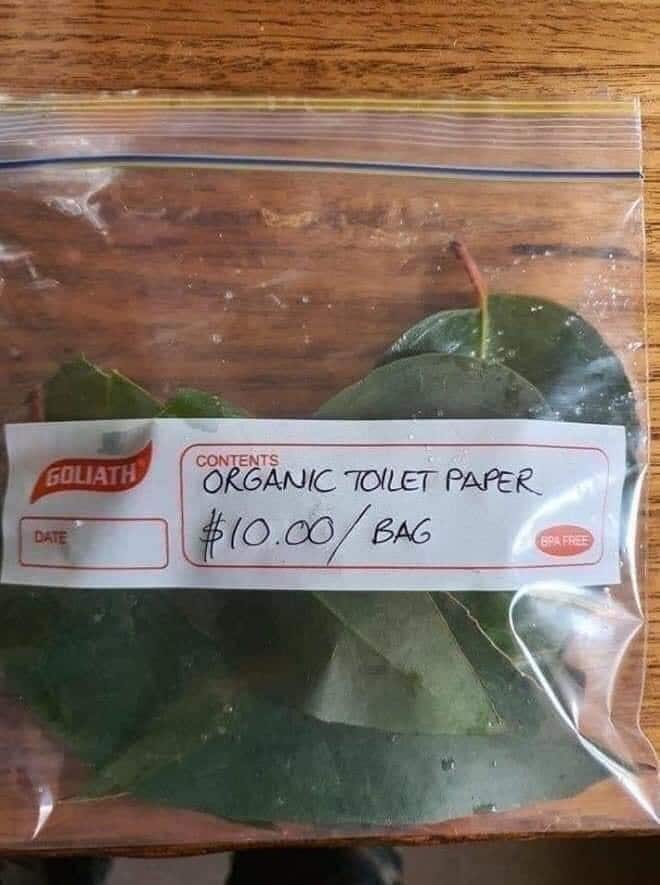 GOLIATH
CONTENTS
ORGANIC TOILET PAPER
$10.00/ BAG
DATE
BPA FREE